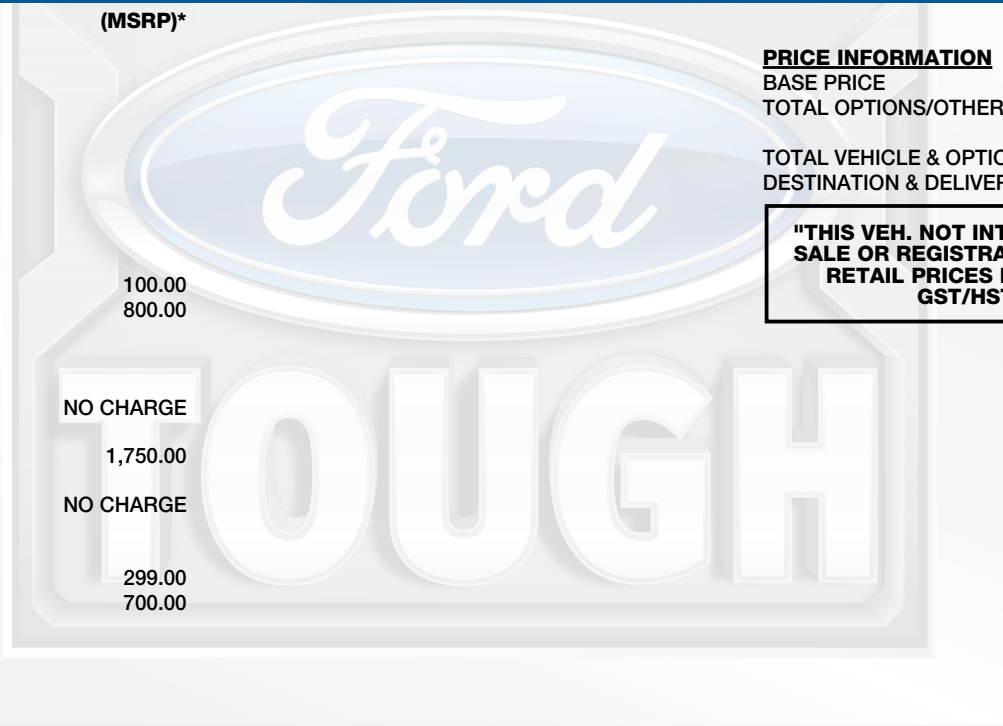 (MSRP)*
100.00
800.00
NO CHARGE
1,750.00
NO CHARGE
299.00
700.00
PRICE INFORMATION
BASE PRICE
TOTAL OPTIONS/OTHER
TOTAL VEHICLE & OPTIO
DESTINATION & DELIVER
"THIS VEH. NOT INT
SALE OR REGISTRA
RETAIL PRICES
GST/HST
Ford
TOUGH